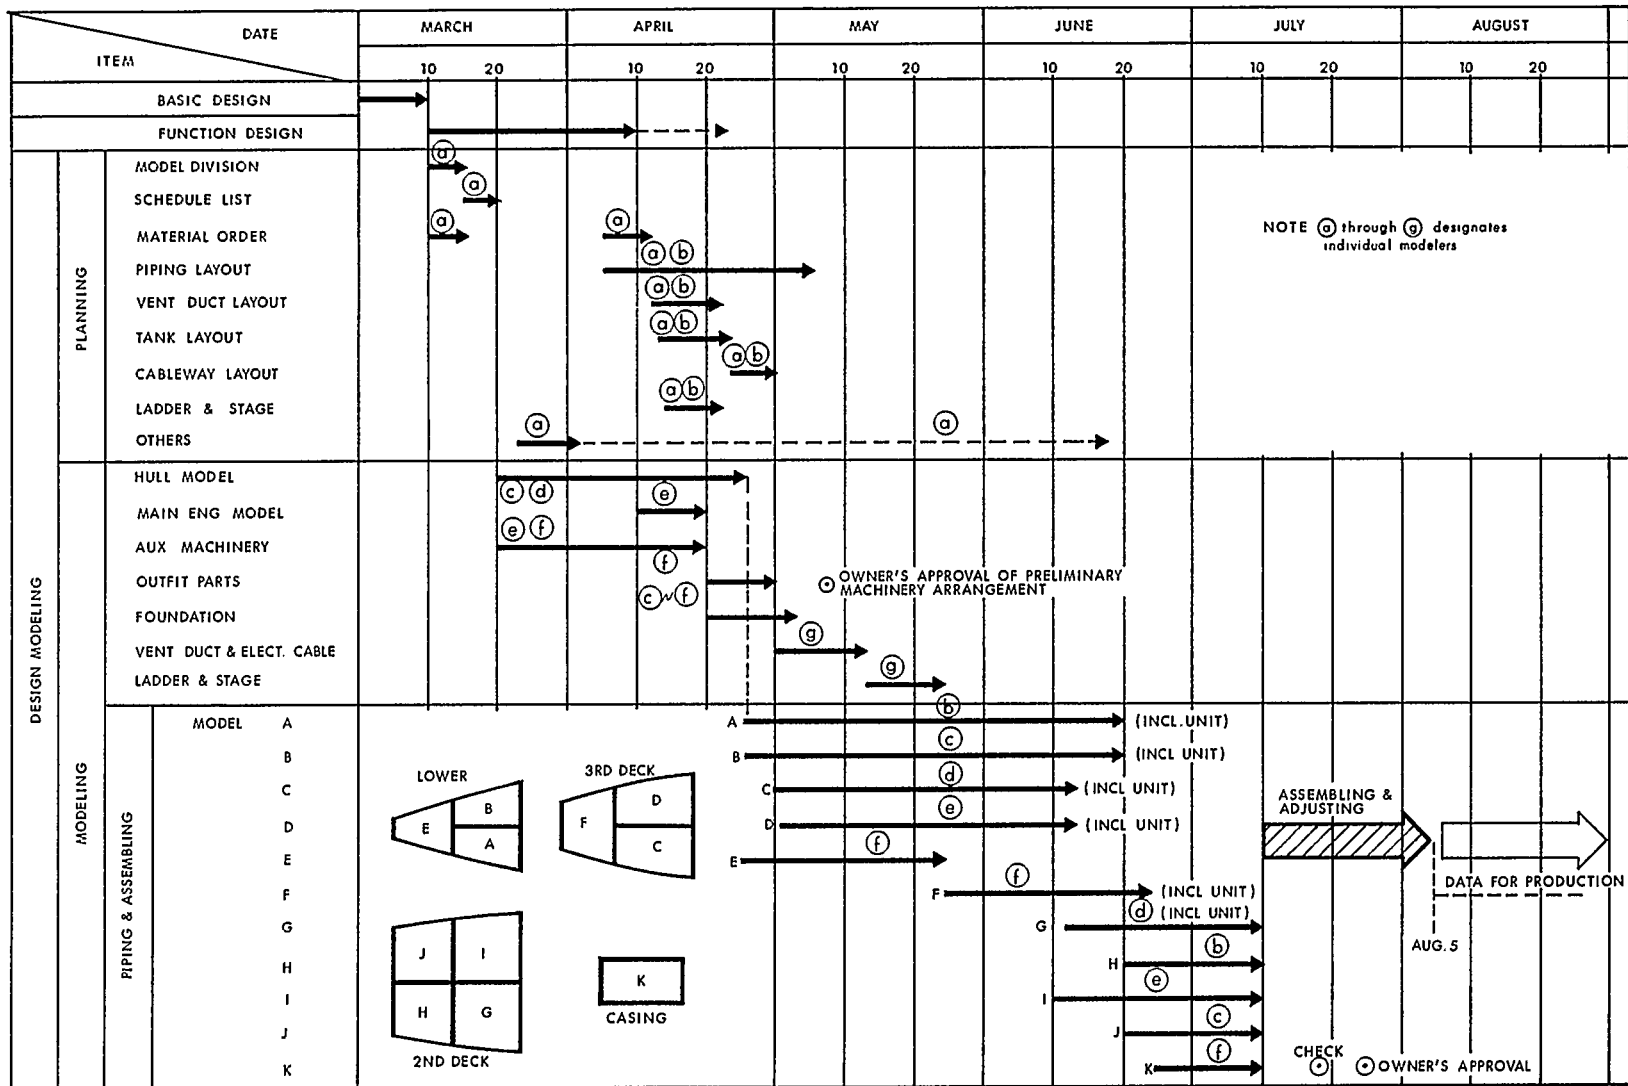 DATE
ITEM
MARCH APRIL MAY JUNE JULY AUGUST
10 20 10 20 10 20 10 20 10 20 10 20
BASIC DESIGN
FUNCTION DESIGN
DESIGN MODELING
PLANNING
MODEL DIVISION a
SCHEDULE LIST a
MATERIAL ORDER a a
PIPING LAYOUT a b
VENT DUCT LAYOUT a b
TANK LAYOUT a b
CABLEWAY LAYOUT a b
LADDER & STAGE a b
OTHERS a a
NOTE a through g designates
individual modelers
MODELING
HULL MODEL
c d e
MAIN ENG MODEL
e f
AUX MACHINERY
f
OUTFIT PARTS
c ~ f
FOUNDATION
OWNER'S APPROVAL OF PRELIMINARY
MACHINERY ARRANGEMENT
VENT DUCT & ELECT. CABLE g
LADDER & STAGE g
PIPING & ASSEMBLING
MODEL A A b (INCL. UNIT)
B B c (INCL UNIT)
C C d (INCL UNIT)
D D e (INCL UNIT)
E E f
F F f (INCL UNIT)
G G d (INCL UNIT)
H H b
I I e
J J c
K K f
LOWER
E B A
3RD DECK
F D C
J I
H G
2ND DECK
K
CASING
ASSEMBLING &
ADJUSTING
DATA FOR PRODUCTION
AUG. 5
CHECK
OWNER'S APPROVAL